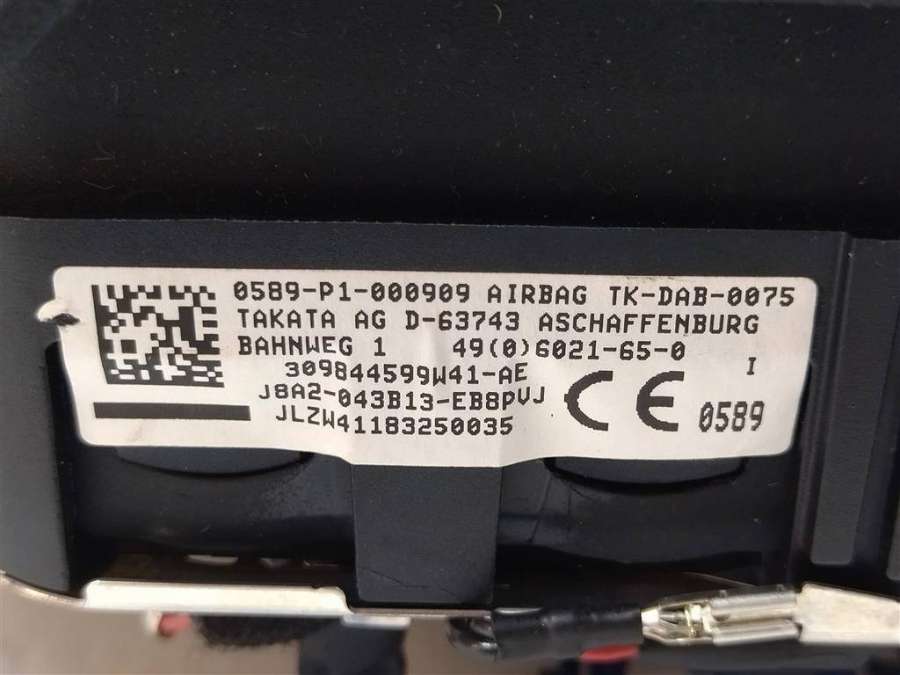 0589-P1-000909 AIRBAG TK-DAB-0075
TAKATA AG D-63743 ASCHAFFENBURG
BAHNWEG 1 49(0)6021-65-0
309844599W41-AE I
J8A2-043B13-EB8PVJ
JLZW41183250035
CE 0589